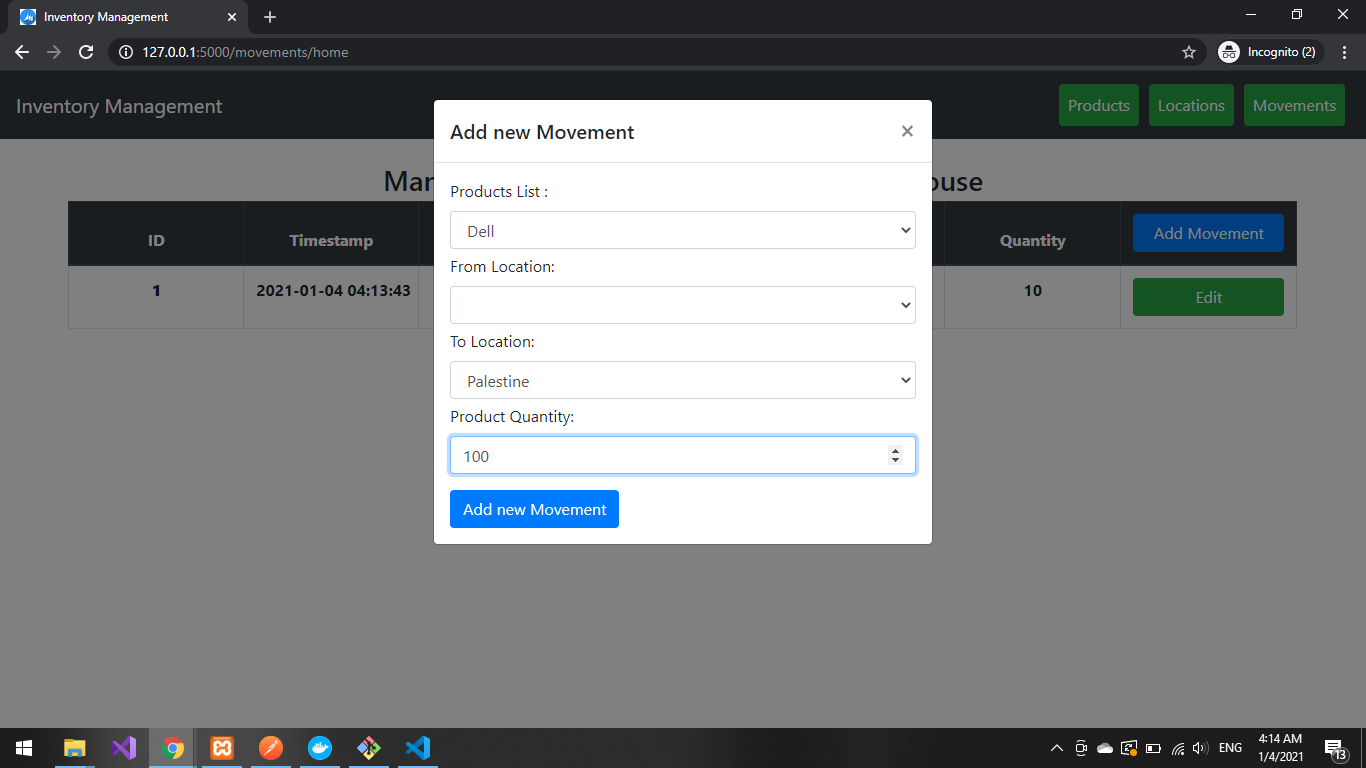 Inventory Management
127.0.0.1:5000/movements/home
Incognito (2)
Inventory Management
Products
Locations
Movements
Add new Movement
×
ID
Timestamp
Quantity
Add Movement
1
2021-01-04 04:13:43
10
Edit
Products List :
Dell
From Location:
To Location:
Palestine
Product Quantity:
100
Add new Movement
ENG
4:14 AM
1/4/2021
13